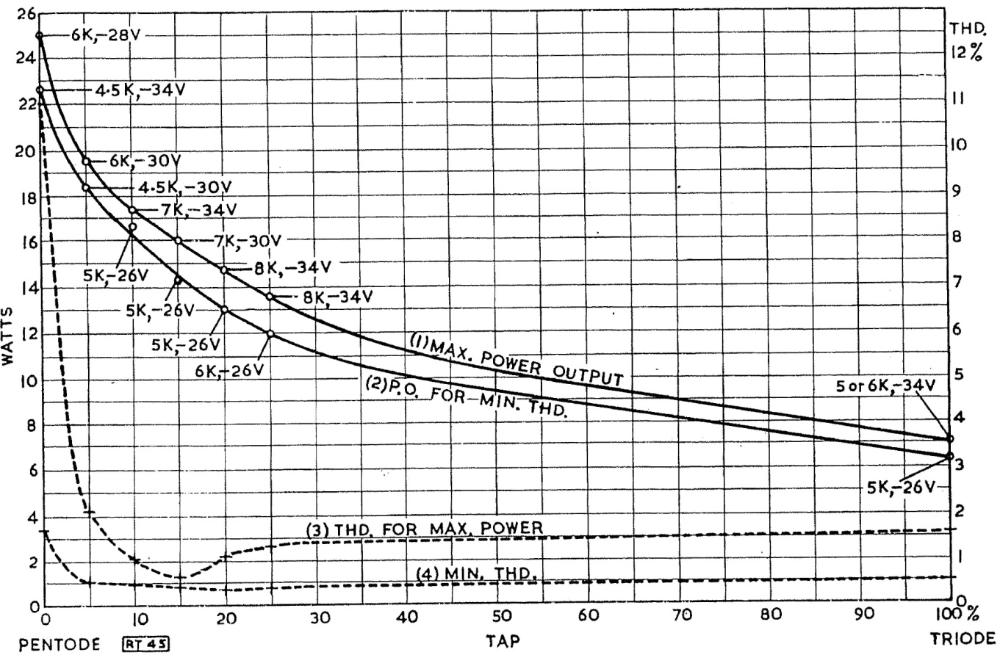 26
24
22
20
18
16
14
12
10
8
6
4
2
0
WATTS
THD.
12%
11
10
9
8
7
6
5
4
3
2
1
0
6K,-28V
4·5K,-34V
6K,-30V
4·5K,-30V
7K,-34V
7K,-30V
8K,-34V
8K,-34V
5K,-26V
5K,-26V
5K,-26V
6K,-26V
(1) MAX. POWER OUTPUT
(2) P.O. FOR MIN. THD.
5 or 6K,-34V
5K,-26V
(3) THD. FOR MAX. POWER
(4) MIN. THD.
0 10 20 30 40 50 60 70 80 90 100%
PENTODE RT 45 TAP TRIODE